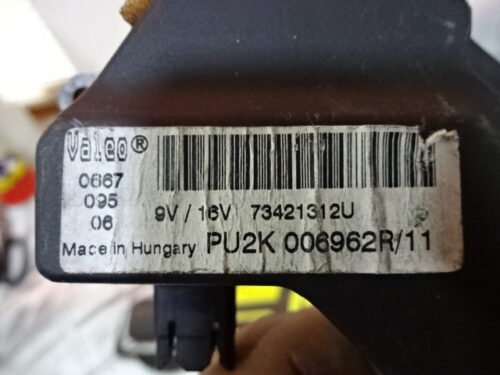 Valeo®
0667
095
06
9V / 16V 73421312U
Made in Hungary PU2K 006962R/11